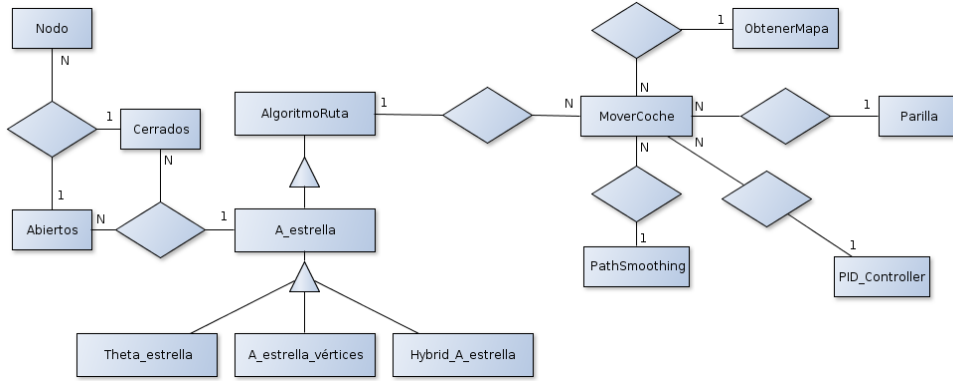 Nodo
N
1
Cerrados
N
1
Abiertos
N
1
AlgoritmoRuta
1
N
A_estrella
Theta_estrella
A_estrella_vértices
Hybrid_A_estrella
1
ObtenerMapa
N
MoverCoche
N
1
Parilla
N
N
1
PathSmoothing
1
PID_Controller